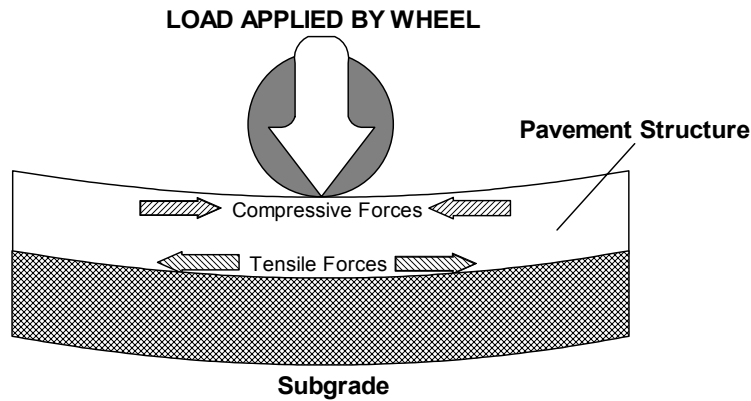 LOAD APPLIED BY WHEEL
Pavement Structure
Compressive Forces
Tensile Forces
Subgrade